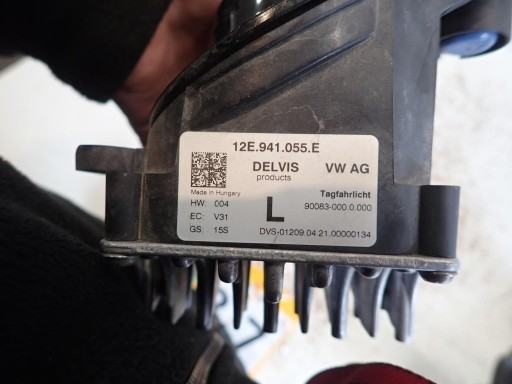 12E.941.055.E
DELVIS VW AG
products
Made in Hungary
Tagfahrlicht
HW: 004
90083-000.0.000
L
EC: V31
GS: 15S
DVS-01209.04.21.00000134